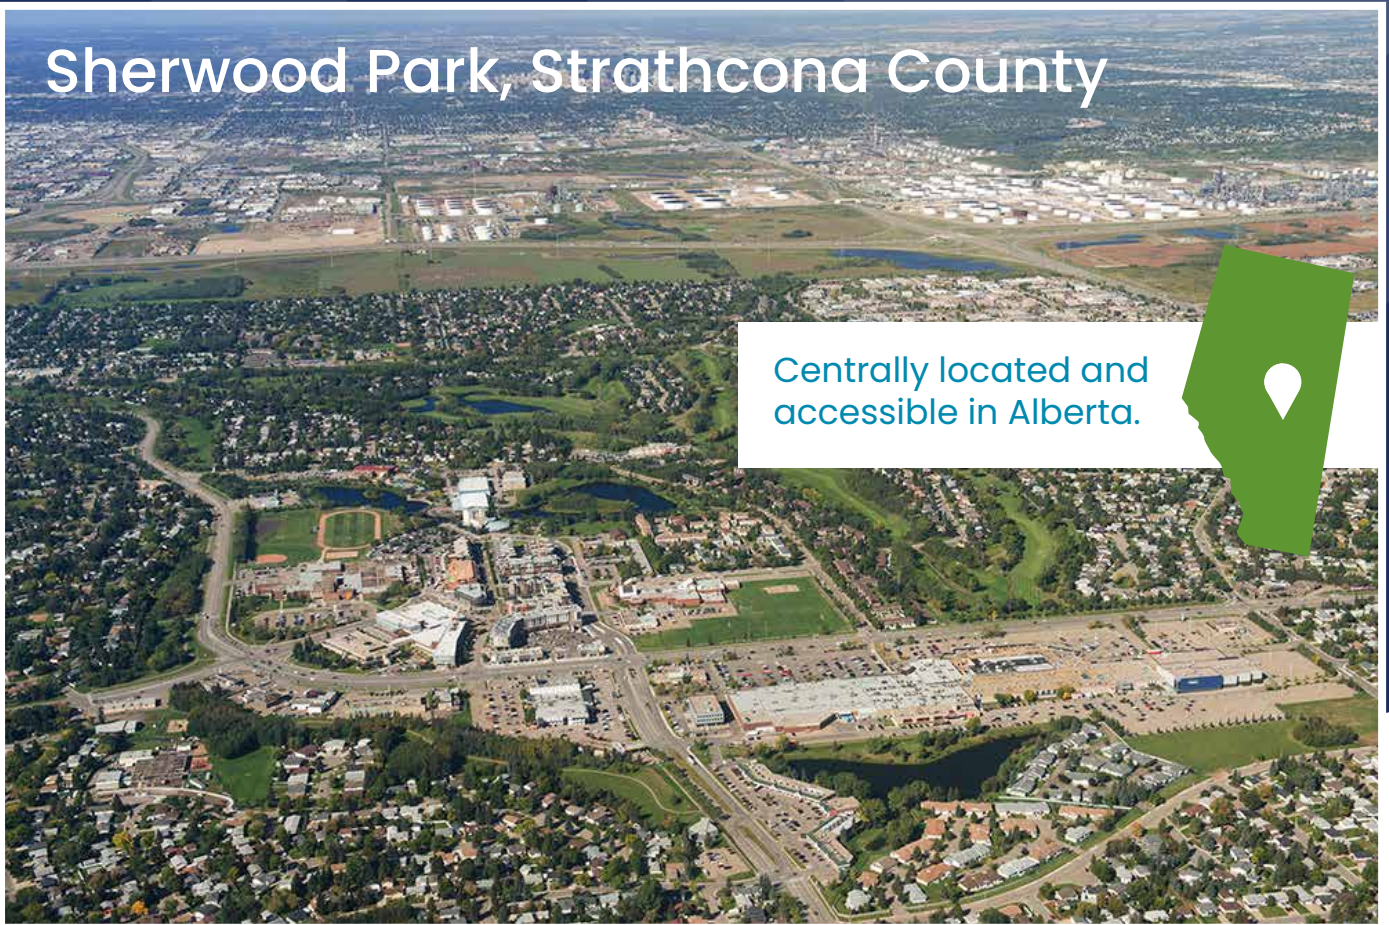 Sherwood Park, Strathcona County
Centrally located and
accessible in Alberta.